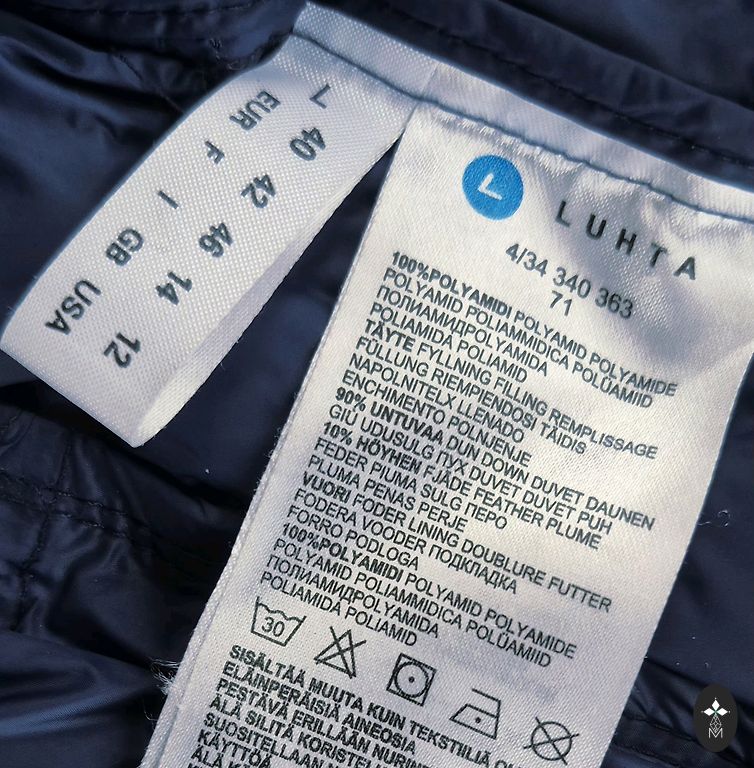 L
EUR 40
F 42
I 46
GB 14
USA 12
L
LUHTA
4/34 340 363
71
100%POLYAMIDI POLYAMID POLYAMIDE
POLYAMID POLIAMMIDICA POLÜAMIID
ПОЛИАМИДPOLYAMIDA
POLIAMIDA POLIAMID
TÄYTE FYLLNING FILLING REMPLISSAGE
FÜLLUNG RIEMPIENDOSI TÄIDIS
NAPOLNITELX LLENADO
ENCHIMENTO POLNJENJE
90% UNTUVAA DUN DOWN DUVET DAUNEN
GIÚ UDUSULG ПУХ DUVET DUVET PUH
10% HÖYHEN FJÄDE FEATHER PLUME
FEDER PIUMA SULG ПЕРО
PLUMA PENAS PERJE
VUORI FODER LINING DOUBLURE FUTTER
FODERA VOODER ПОДКЛАДКА
FORRO PODLOGA
100%POLYAMIDI POLYAMID POLYAMIDE
POLYAMID POLIAMMIDICA POLÜAMIID
ПОЛИАМИДPOLYAMIDA
POLIAMIDA POLIAMID
30
SISÄLTÄÄ MUUTA KUIN TEKSTIILIÄ
ELÄINPERÄISIÄ AINEOSIA
PESTÄVÄ ERILLÄÄN NURIN
ÄLÄ SILITÄ KORISTEI
SUOSITELLAAN
KÄYTTÖÄ
M